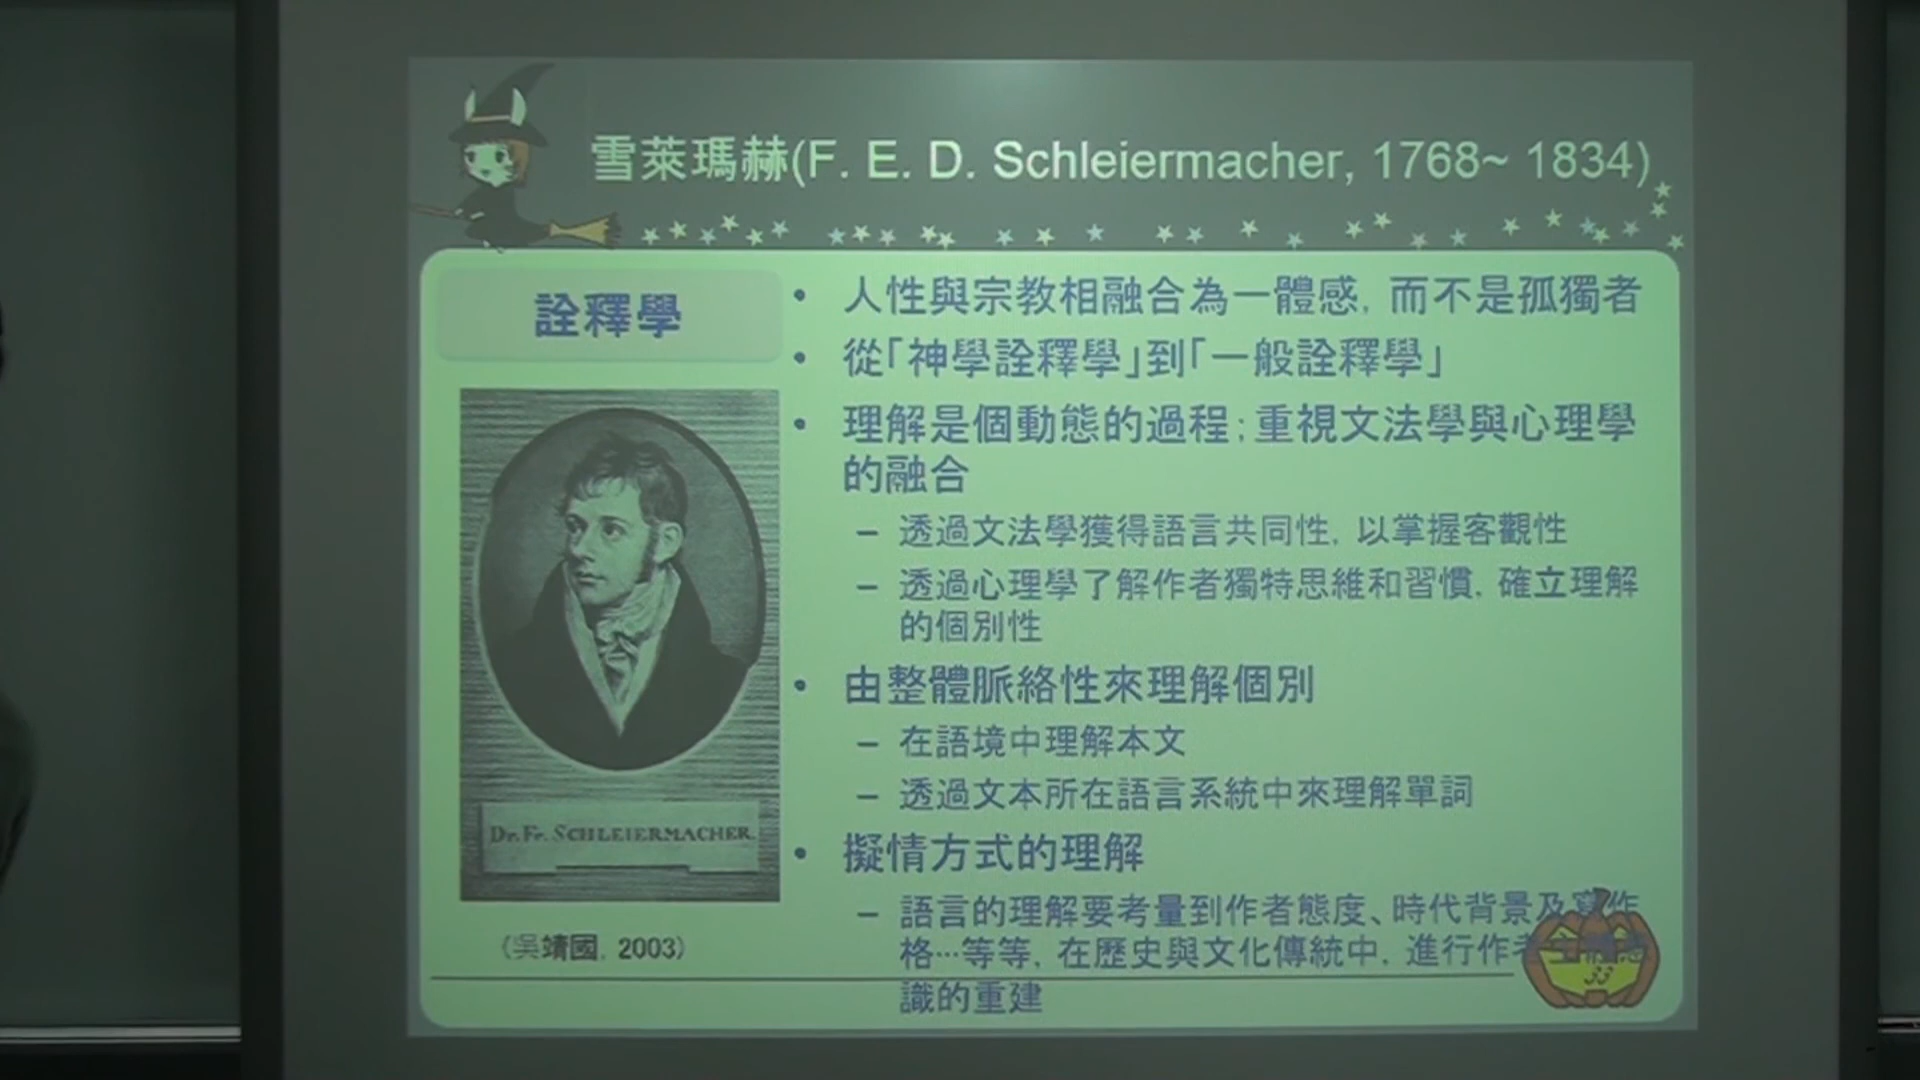 雪萊瑪赫(F. E. D. Schleiermacher, 1768~ 1834)
詮釋學
Dr. Fr. SCHLEIERMACHER.
(吳靖國, 2003)
• 人性與宗教相融合為一體感, 而不是孤獨者
• 從「神學詮釋學」到「一般詮釋學」
• 理解是個動態的過程;重視文法學與心理學
的融合
– 透過文法學獲得語言共同性, 以掌握客觀性
– 透過心理學了解作者獨特思維和習慣, 確立理解
的個別性
• 由整體脈絡性來理解個別
– 在語境中理解本文
– 透過文本所在語言系統中來理解單詞
• 擬情方式的理解
– 語言的理解要考量到作者態度、時代背景及寫作
格…等等, 在歷史與文化傳統中, 進行作者
識的重建